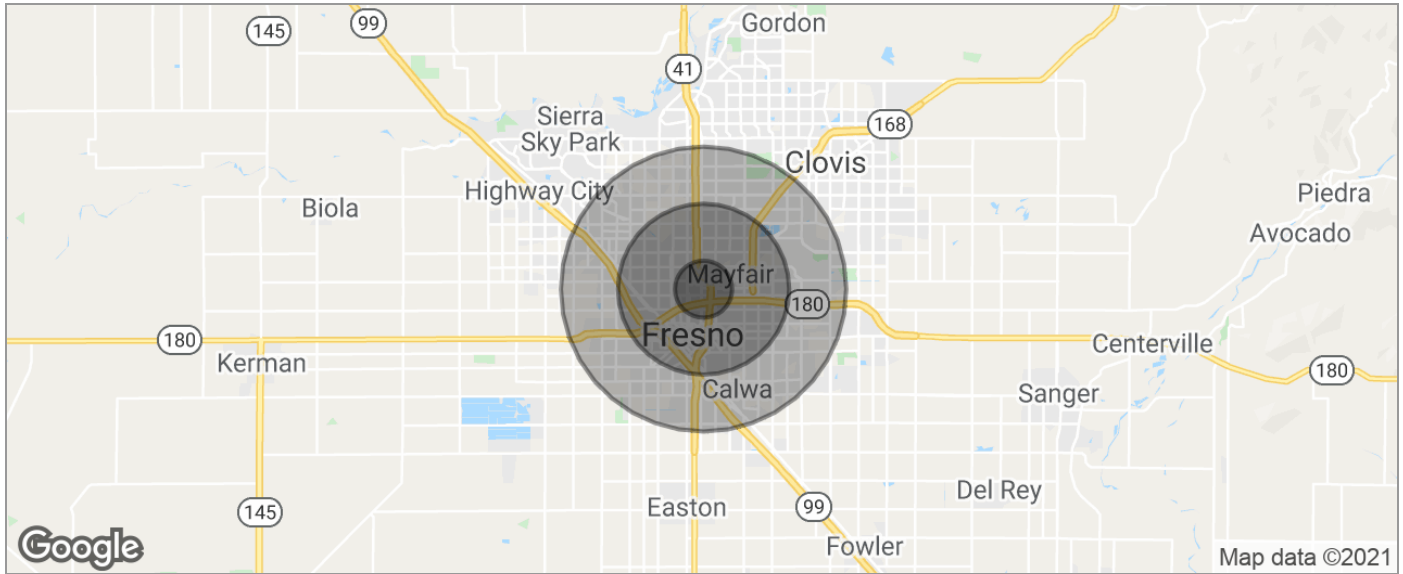 Gordon
99
145
41
Sierra
Sky Park
168
Clovis
Highway City
Piedra
Biola
Avocado
Mayfair
180
Fresno
180
Centerville
Kerman
180
Calwa
Sanger
Del Rey
Easton
99
145
Fowler
Google
Map data ©2021